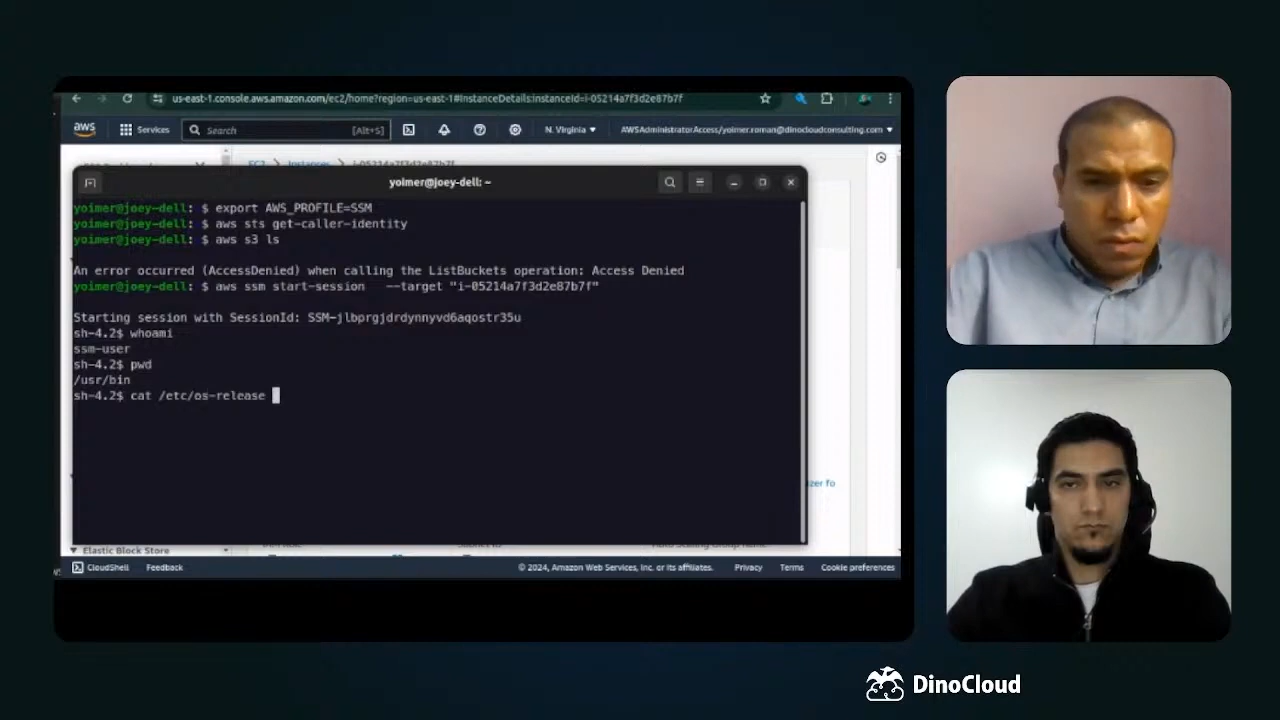 us-east-1.console.aws.amazon.com/ec2/home?region=us-east-1#InstanceDetails:instanceId=i-05214a7f3d2e87b7f
aws Services Search [Alt+S] N. Virginia AWSAdministratorAccess/yoimer.roman@dinocloudconsulting.com
EC2 Instances i-05214a7f3d2e87b7f
yoimer@joey-dell: ~
yoimer@joey-dell: $ export AWS_PROFILE=SSM
yoimer@joey-dell: $ aws sts get-caller-identity
yoimer@joey-dell: $ aws s3 ls
An error occurred (AccessDenied) when calling the ListBuckets operation: Access Denied
yoimer@joey-dell: $ aws ssm start-session --target "i-05214a7f3d2e87b7f"
Starting session with SessionId: SSM-jlbprgjdrdynnyvd6aqostr35u
sh-4.2$ whoami
ssm-user
sh-4.2$ pwd
/usr/bin
sh-4.2$ cat /etc/os-release
Elastic Block Store
CloudShell Feedback © 2024, Amazon Web Services, Inc. or its affiliates. Privacy Terms Cookie preferences
DinoCloud